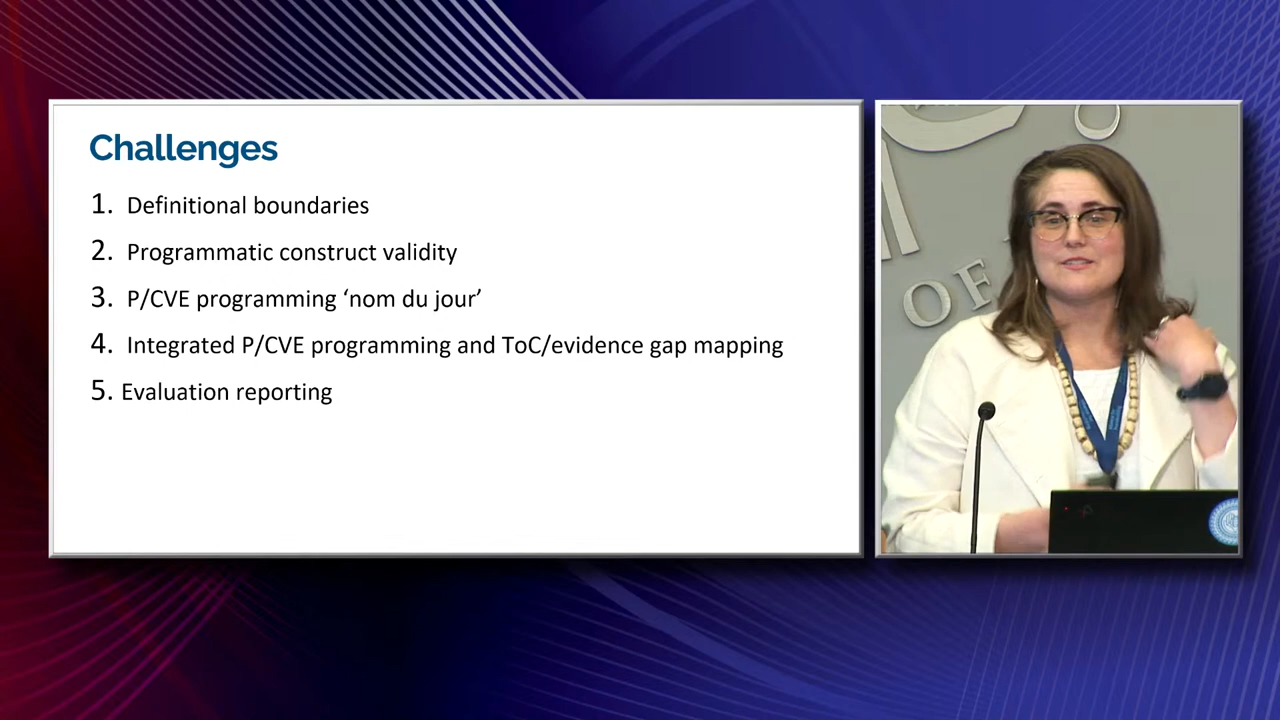 Challenges
1. Definitional boundaries
2. Programmatic construct validity
3. P/CVE programming ‘nom du jour’
4. Integrated P/CVE programming and ToC/evidence gap mapping
5. Evaluation reporting
OF